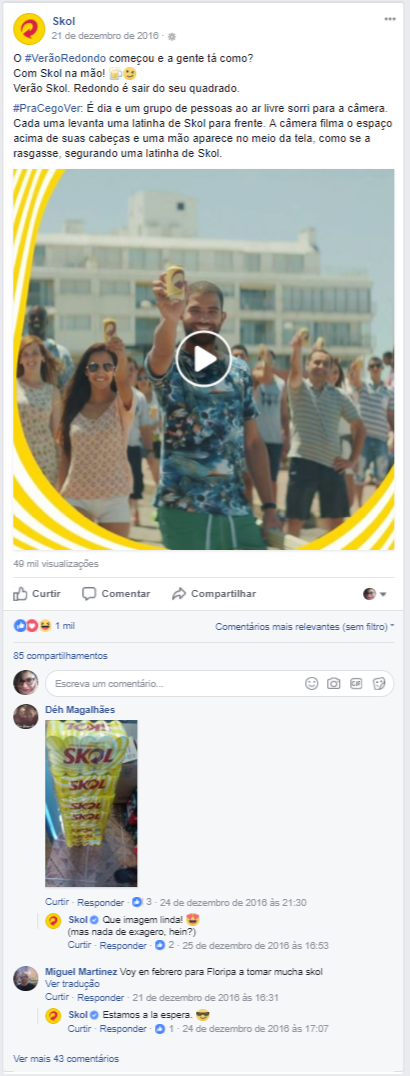 Skol
21 de dezembro de 2016 ·
O #VerãoRedondo começou e a gente tá como?
Com Skol na mão! 🍻😉
Verão Skol. Redondo é sair do seu quadrado.
#PraCegoVer: É dia e um grupo de pessoas ao ar livre sorri para a câmera.
Cada uma levanta uma latinha de Skol para frente. A câmera filma o espaço
acima de suas cabeças e uma mão aparece no meio da tela, como se a
rasgasse, segurando uma latinha de Skol.
49 mil visualizações
Curtir Comentar Compartilhar
1 mil Comentários mais relevantes (sem filtro)
85 compartilhamentos
Escreva um comentário... GIF
Déh Magalhães
SKOL
SKOL
SKOL
SKOL
SKOL
Curtir · Responder · 3 · 24 de dezembro de 2016 às 21:30
Skol Que imagem linda! 😍
(mas nada de exagero, hein?)
Curtir · Responder · 2 · 25 de dezembro de 2016 às 16:53
Miguel Martinez Voy en febrero para Floripa a tomar mucha skol
Ver tradução
Curtir · Responder · 21 de dezembro de 2016 às 16:31
Skol Estamos a la espera. 😎
Curtir · Responder · 1 · 24 de dezembro de 2016 às 17:07
Ver mais 43 comentários